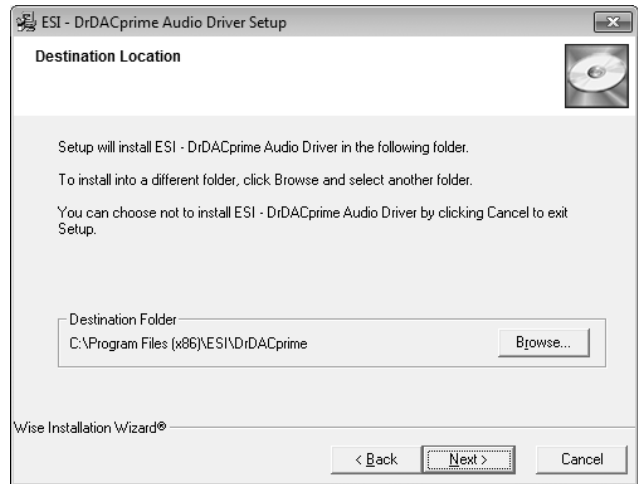 ESI - DrDACprime Audio Driver Setup
Destination Location
Setup will install ESI - DrDACprime Audio Driver in the following folder.
To install into a different folder, click Browse and select another folder.
You can choose not to install ESI - DrDACprime Audio Driver by clicking Cancel to exit
Setup.
Destination Folder
C:\Program Files (x86)\ESI\DrDACprime
Browse...
Wise Installation Wizard®
< Back
Next >
Cancel